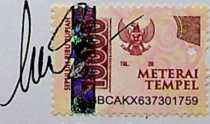 SEPULUH RIBU RUPIAH
10000
TGL. 20
METERAI
TEMPEL
BCAKX637301759